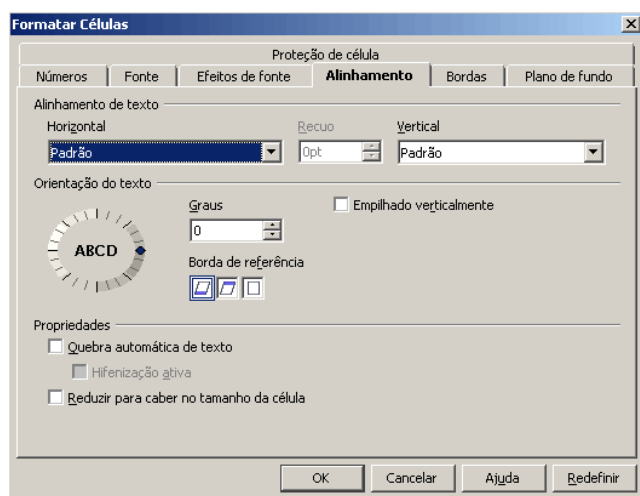 Formatar Células
Proteção de célula
Números Fonte Efeitos de fonte Alinhamento Bordas Plano de fundo
Alinhamento de texto
Horizontal Recuo Vertical
Padrão 0pt Padrão
Orientação do texto
Graus Empilhado verticalmente
0
ABCD
Borda de referência
Propriedades
Quebra automática de texto
Hifenização ativa
Reduzir para caber no tamanho da célula
OK Cancelar Ajuda Redefinir